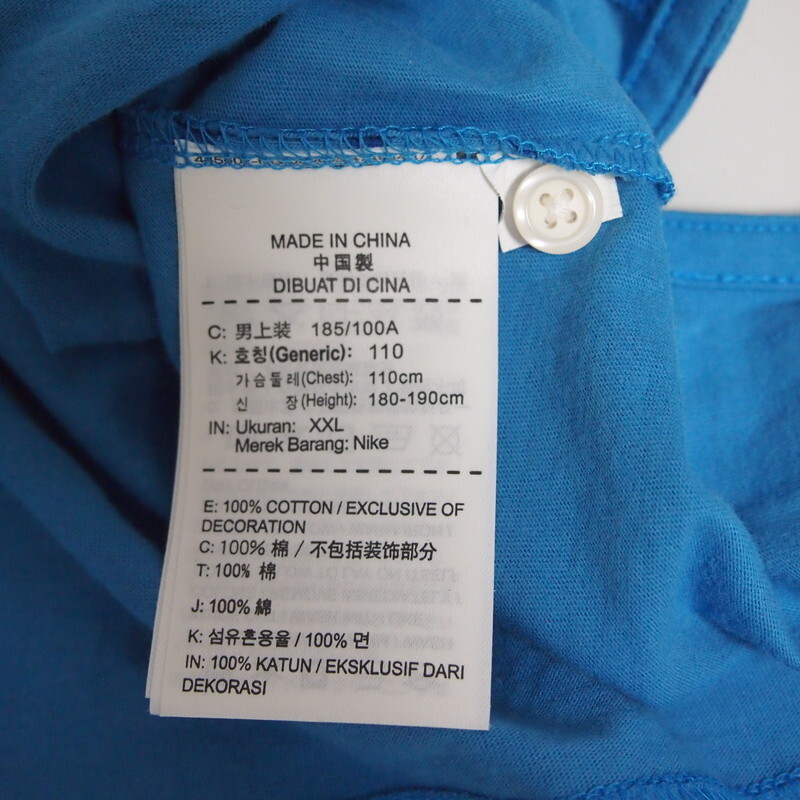 MADE IN CHINA
中国製
DIBUAT DI CINA
C: 男上装 185/100A
K: 호칭(Generic): 110
가슴둘레(Chest): 110cm
신 장(Height): 180-190cm
IN: Ukuran: XXL
Merek Barang: Nike
E: 100% COTTON / EXCLUSIVE OF
DECORATION
C: 100% 棉 / 不包括装饰部分
T: 100% 棉
J: 100% 綿
K: 섬유혼용율 / 100% 면
IN: 100% KATUN / EKSKLUSIF DARI
DEKORASI